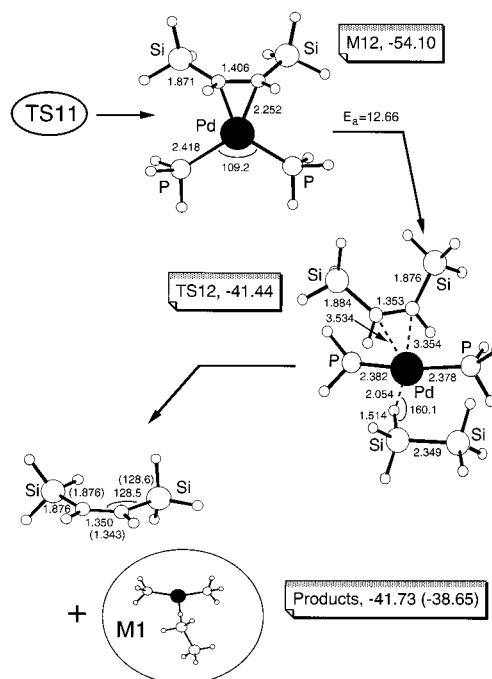 Si
Si
M12, -54.10
1.406
1.871
TS11
2.252
Pd
Eₐ=12.66
2.418
109.2
P
P
Si
TS12, -41.44
Si
1.876
1.353
Si
1.884
3.534
3.354
P
P
2.382
2.378
Pd
2.054
1.514
160.1
Si
Si
2.349
(128.6)
Si
Si
(1.876)
128.5
1.876
1.350
(1.343)
+
M1
Products, -41.73 (-38.65)